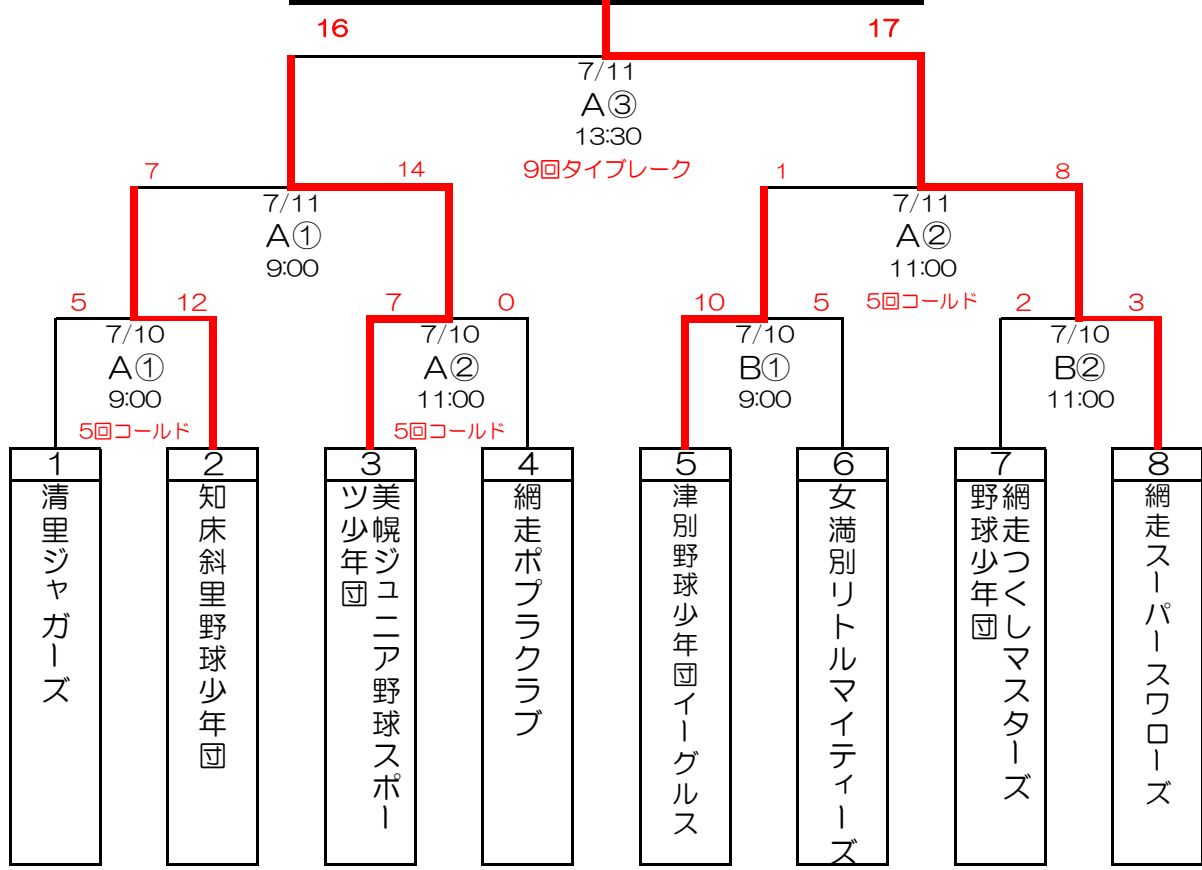 16 17
7/11
A③
13:30
9回タイブレーク
7 14 1 8
7/11 7/11
A① A②
9:00 11:00
5回コールド
5 12 7 0 10 5 2 3
7/10 7/10 7/10 7/10
A① A② B① B②
9:00 11:00 9:00 11:00
5回コールド 5回コールド
1 2 3 4 5 6 7 8
清里ジャガーズ
知床斜里野球少年団
美幌ジュニア野球スポー
ツ少年団
網走ポプラクラブ
津別野球少年団イーグルス
女満別リトルマイティーズ
網走つくしマスターズ
野球少年団
網走スーパースワローズ